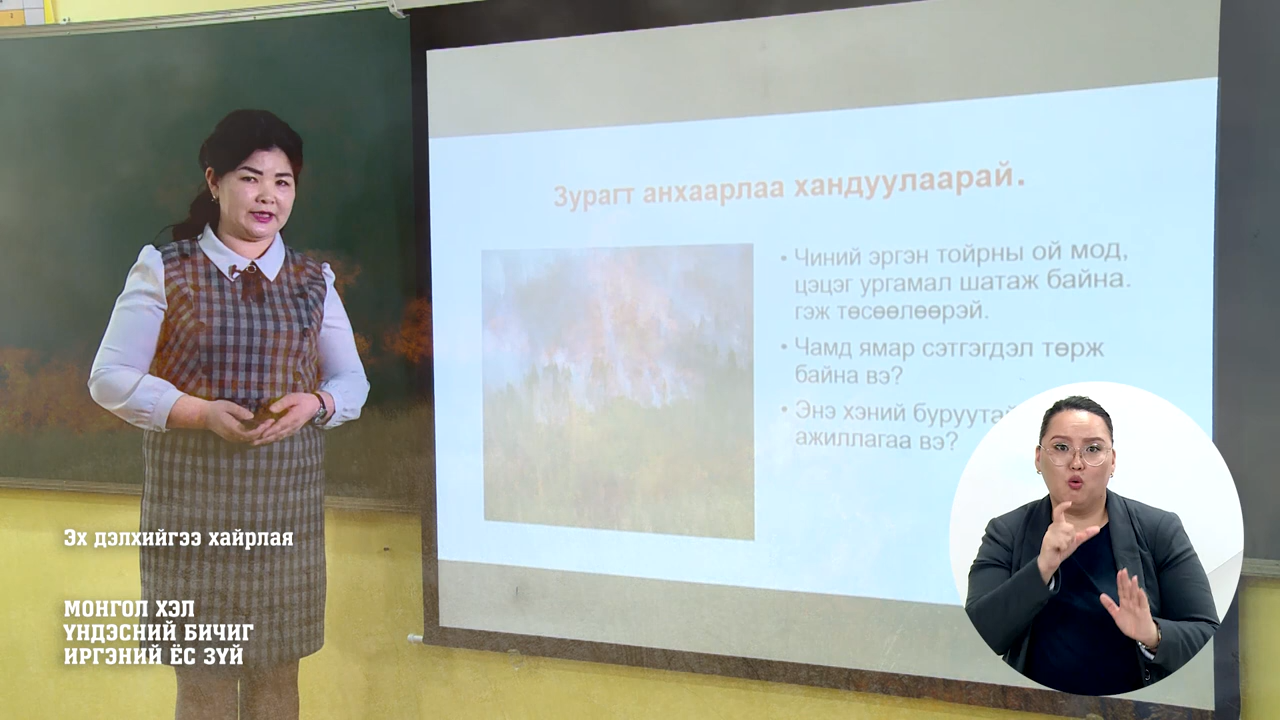 Зурагт анхаарлаа хандуулаарай.
• Чиний эргэн тойрны ой мод,
цэцэг ургамал шатаж байна.
гэж төсөөлөөрэй.
• Чамд ямар сэтгэгдэл төрж
байна вэ?
• Энэ хэний
ажиллагаа вэ?
Эх дэлхийгээ хайрлая
МОНГОЛ ХЭЛ
ҮНДЭСНИЙ БИЧИГ
ИРГЭНИЙ ЁС ЗҮЙ